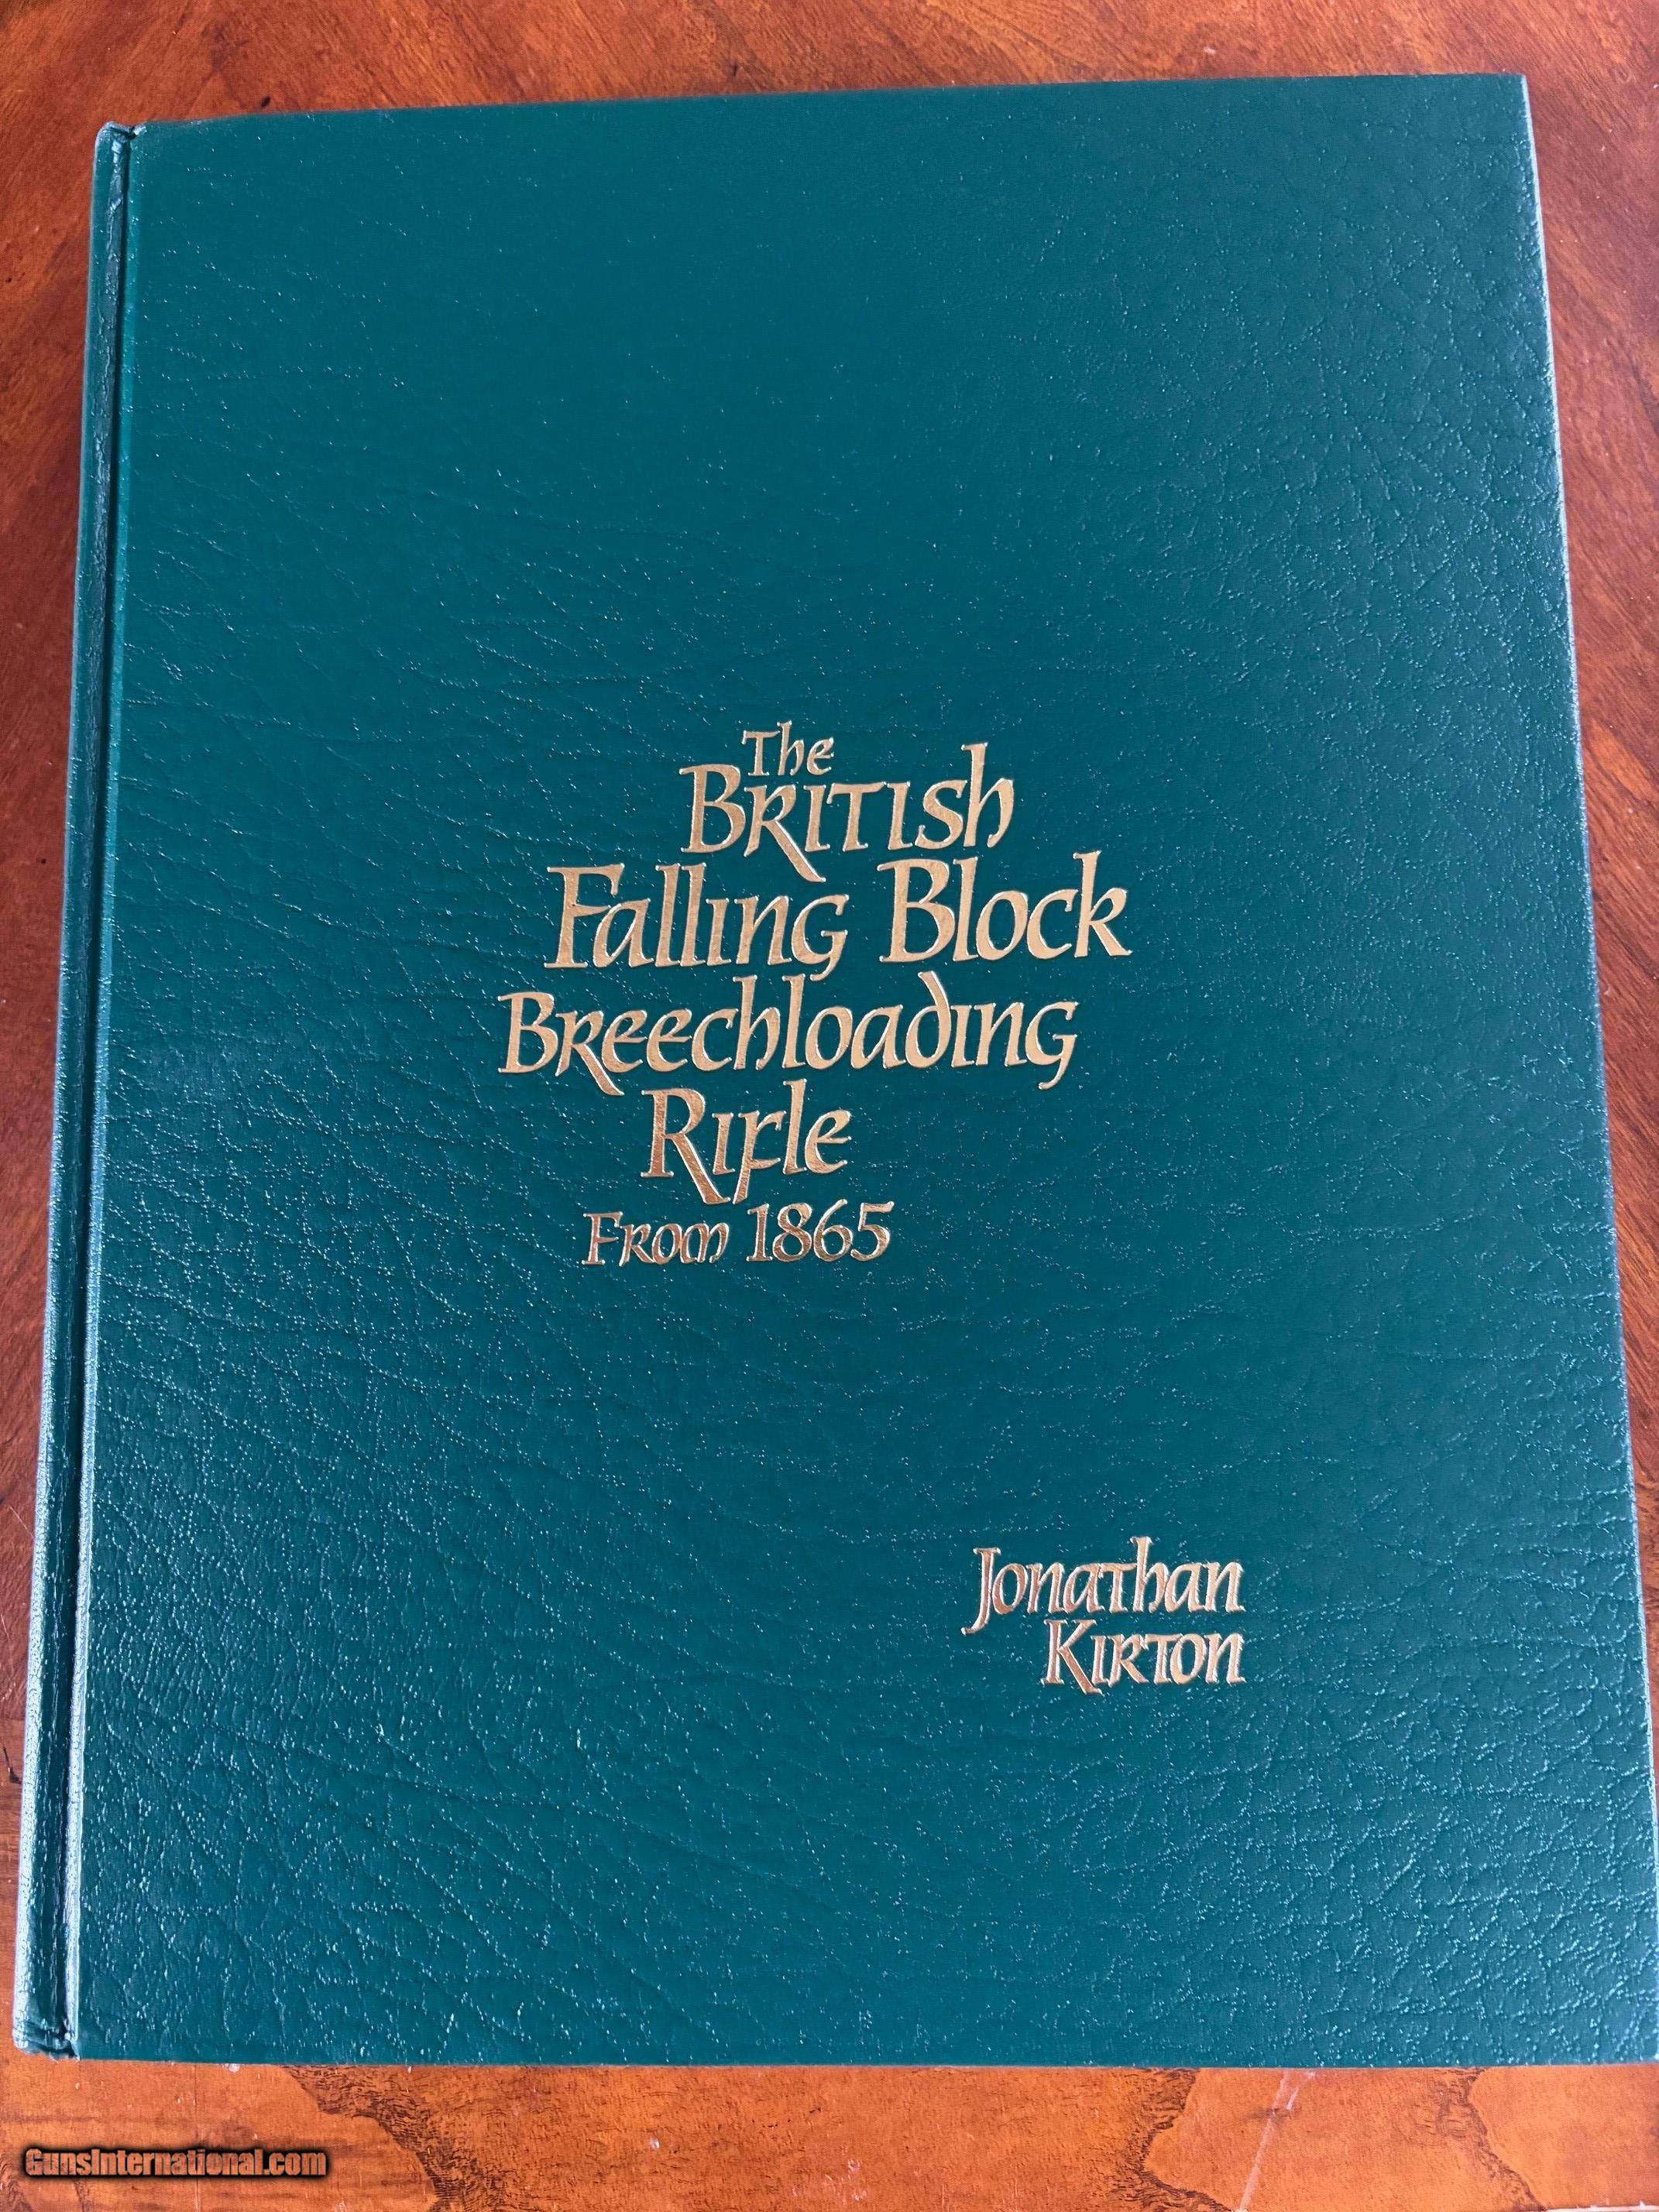 The
British
Falling Block
Breechloading
Rifle
From 1865
Jonathan
Kirton
GunsInternational.com